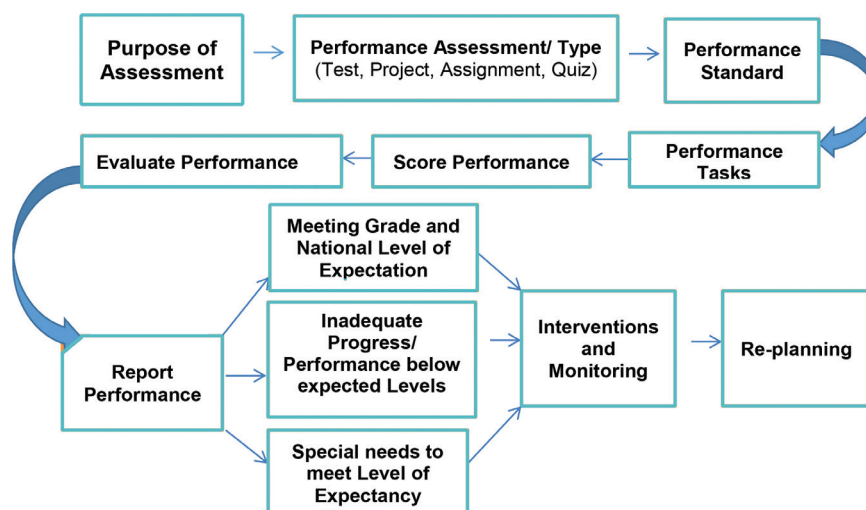 Purpose of
Assessment
Performance Assessment/ Type
(Test, Project, Assignment, Quiz)
Performance
Standard
Performance
Tasks
Score Performance
Evaluate Performance
Report
Performance
Meeting Grade and
National Level of
Expectation
Inadequate
Progress/
Performance below
expected Levels
Special needs to
meet Level of
Expectancy
Interventions
and
Monitoring
Re-planning